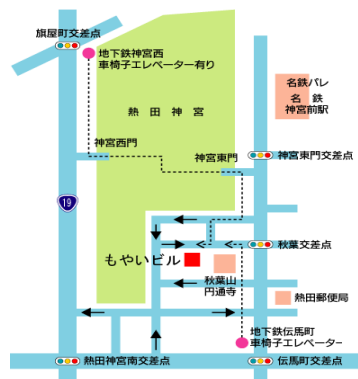 旗屋町交差点
地下鉄神宮西
車椅子エレベーター有り
名鉄パレ
名 鉄
神宮前駅
熱 田 神 宮
神宮西門
神宮東門
神宮東門交差点
19
秋葉交差点
もやいビル
秋葉山
円通寺
熱田郵便局
地下鉄伝馬町
車椅子エレベーター
熱田神宮南交差点
伝馬町交差点